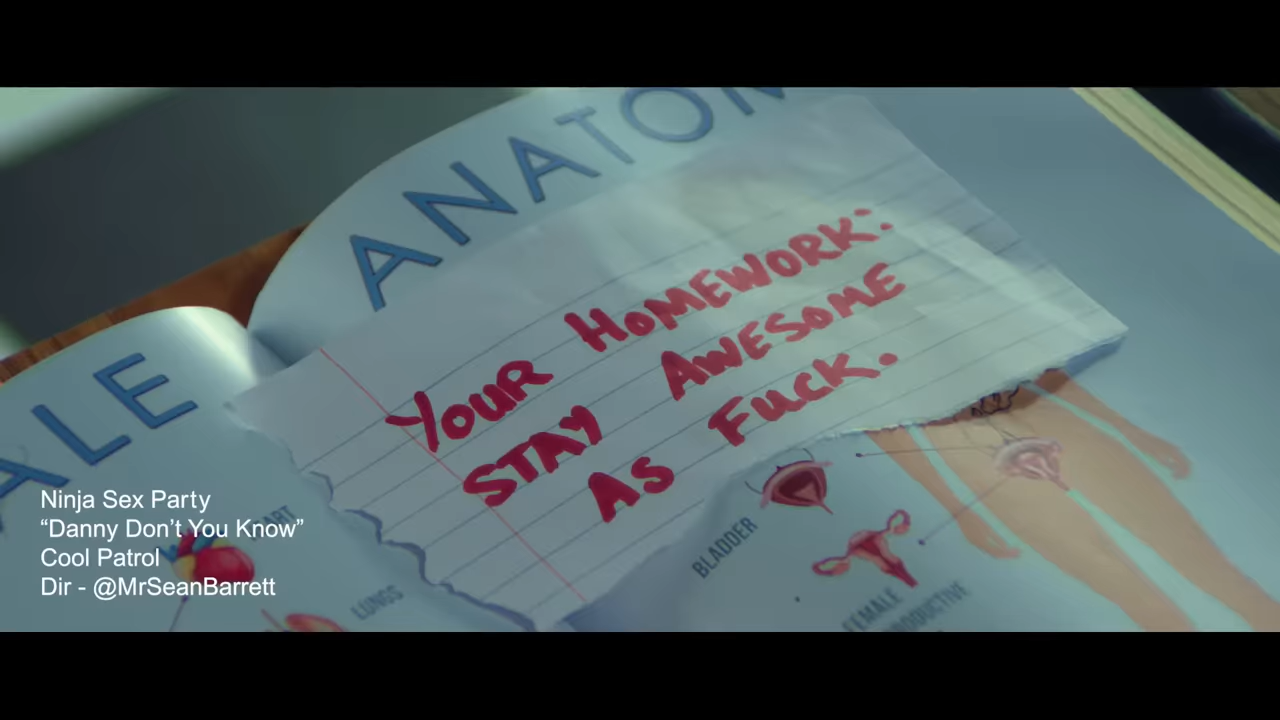 ANATOM
ALE
YOUR HOMEWORK:
STAY AWESOME
AS FUCK.
BLADDER
FEMALE
LUNGS
Ninja Sex Party
“Danny Don’t You Know”
Cool Patrol
Dir - @MrSeanBarrett